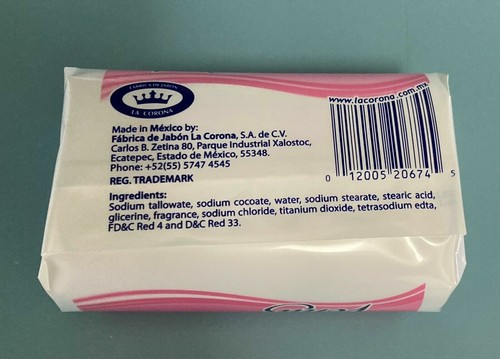 FABRICA DE JABON
LA CORONA
www.lacorona.com.mx
Made in México by:
Fábrica de Jabón La Corona, S.A. de C.V.
Carlos B. Zetina 80, Parque Industrial Xalostoc,
Ecatepec, Estado de México, 55348.
Phone: +52(55) 5747 4545
REG. TRADEMARK
0 12005 20674 5
Ingredients:
Sodium tallowate, sodium cocoate, water, sodium stearate, stearic acid,
glicerine, fragrance, sodium chloride, titanium dioxide, tetrasodium edta,
FD&C Red 4 and D&C Red 33.